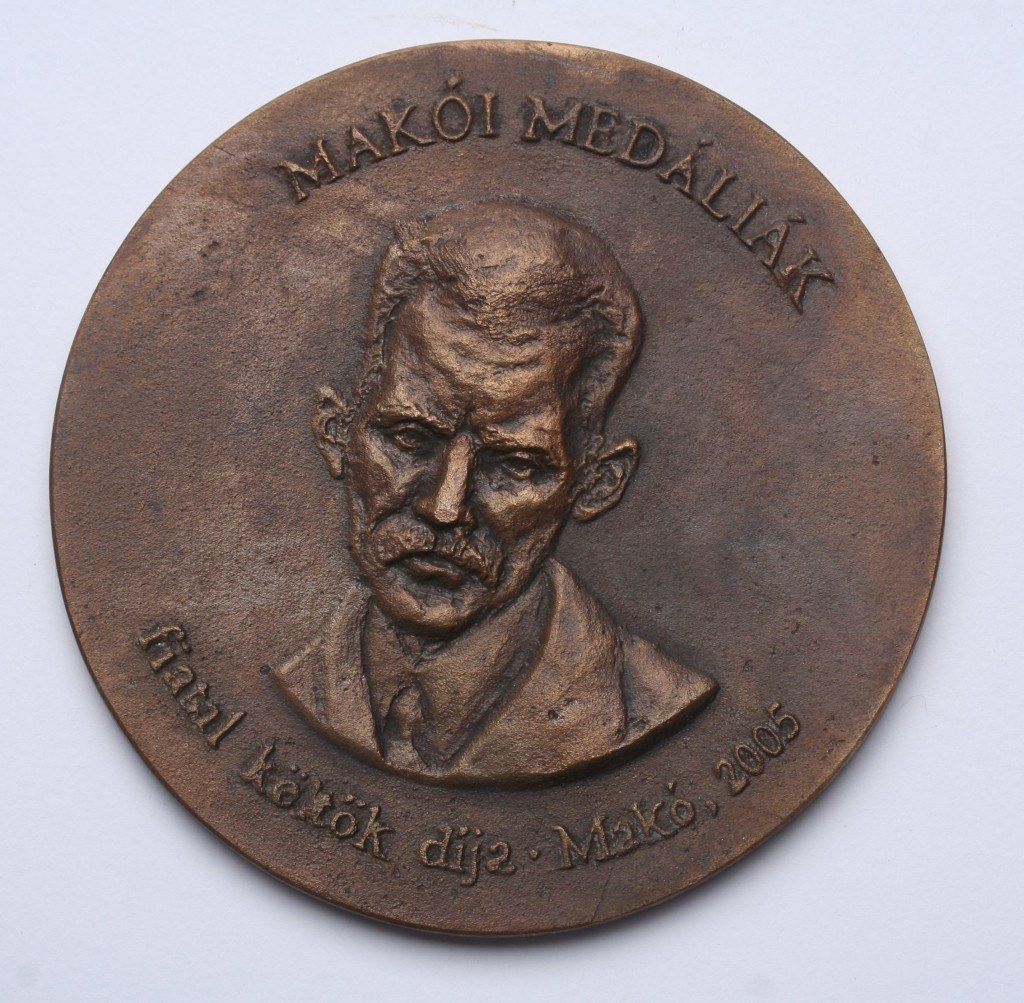 MAKÓI MEDÁLIÁK
fiatal költők díja · Makó, 2005